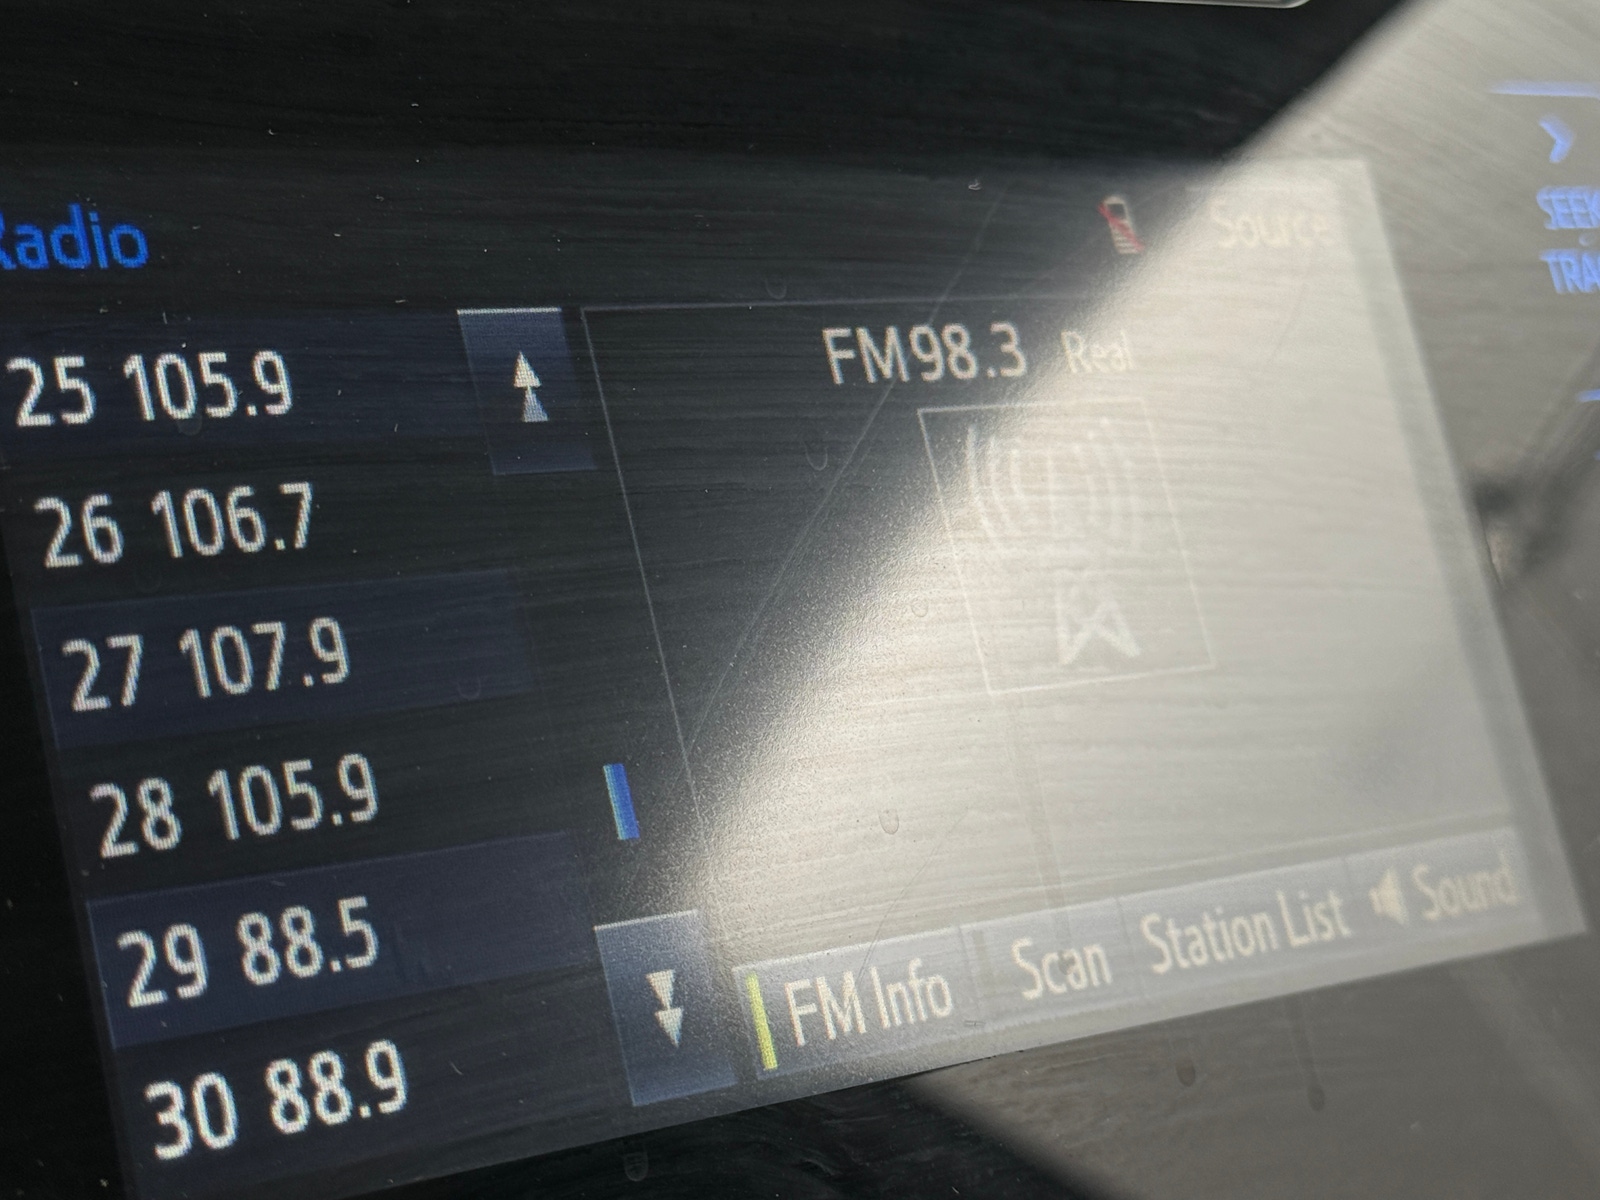 Radio
Source
25 105.9
FM98.3 Real
26 106.7
27 107.9
28 105.9
29 88.5
30 88.9
FM Info
Scan
Station List
Sound
SEEK